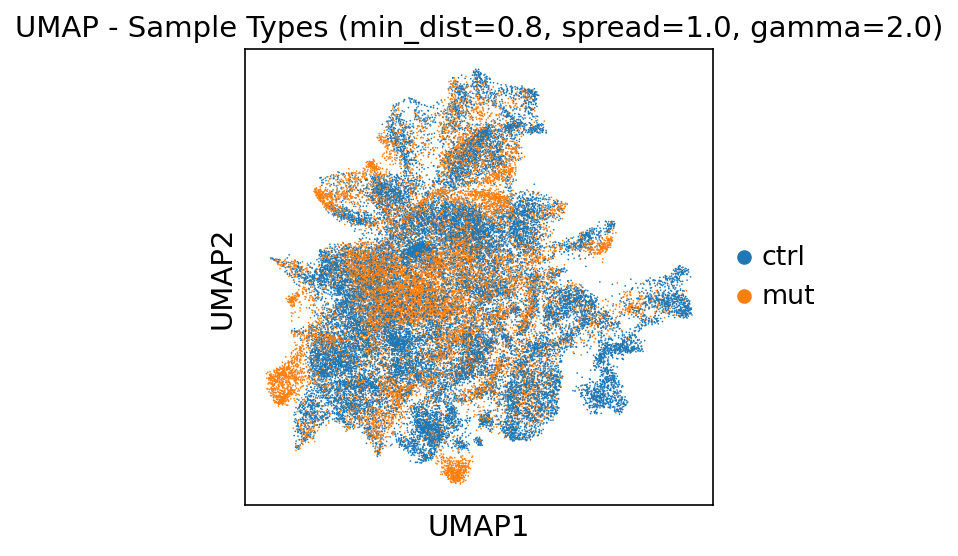 UMAP - Sample Types (min_dist=0.8, spread=1.0, gamma=2.0)
UMAP2
ctrl
mut
UMAP1